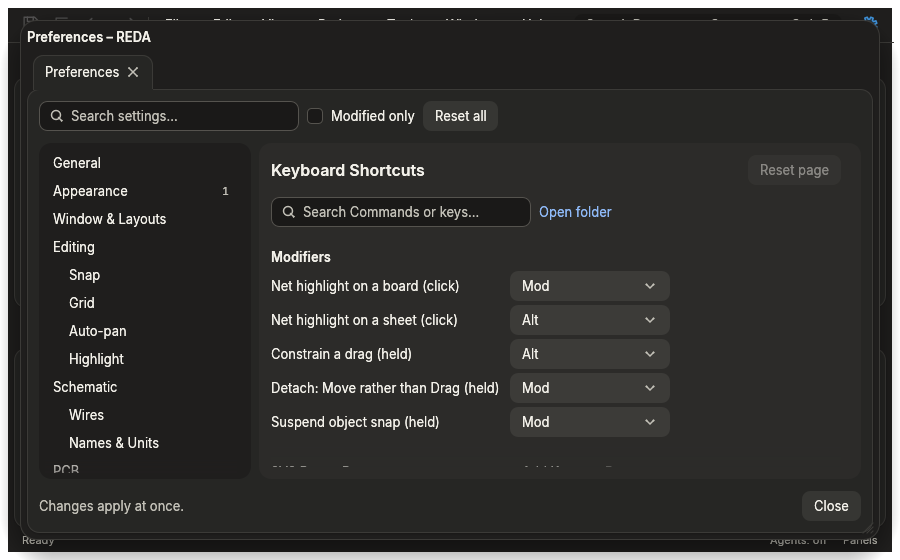 Preferences – REDA
Preferences
Search settings...
Modified only
Reset all
General
Appearance 1
Window & Layouts
Editing
Snap
Grid
Auto-pan
Highlight
Schematic
Wires
Names & Units
PCB
Keyboard Shortcuts
Reset page
Search Commands or keys...
Open folder
Modifiers
Net highlight on a board (click) Mod
Net highlight on a sheet (click) Alt
Constrain a drag (held) Alt
Detach: Move rather than Drag (held) Mod
Suspend object snap (held) Mod
Changes apply at once.
Close
Ready
Agents: off
Panels